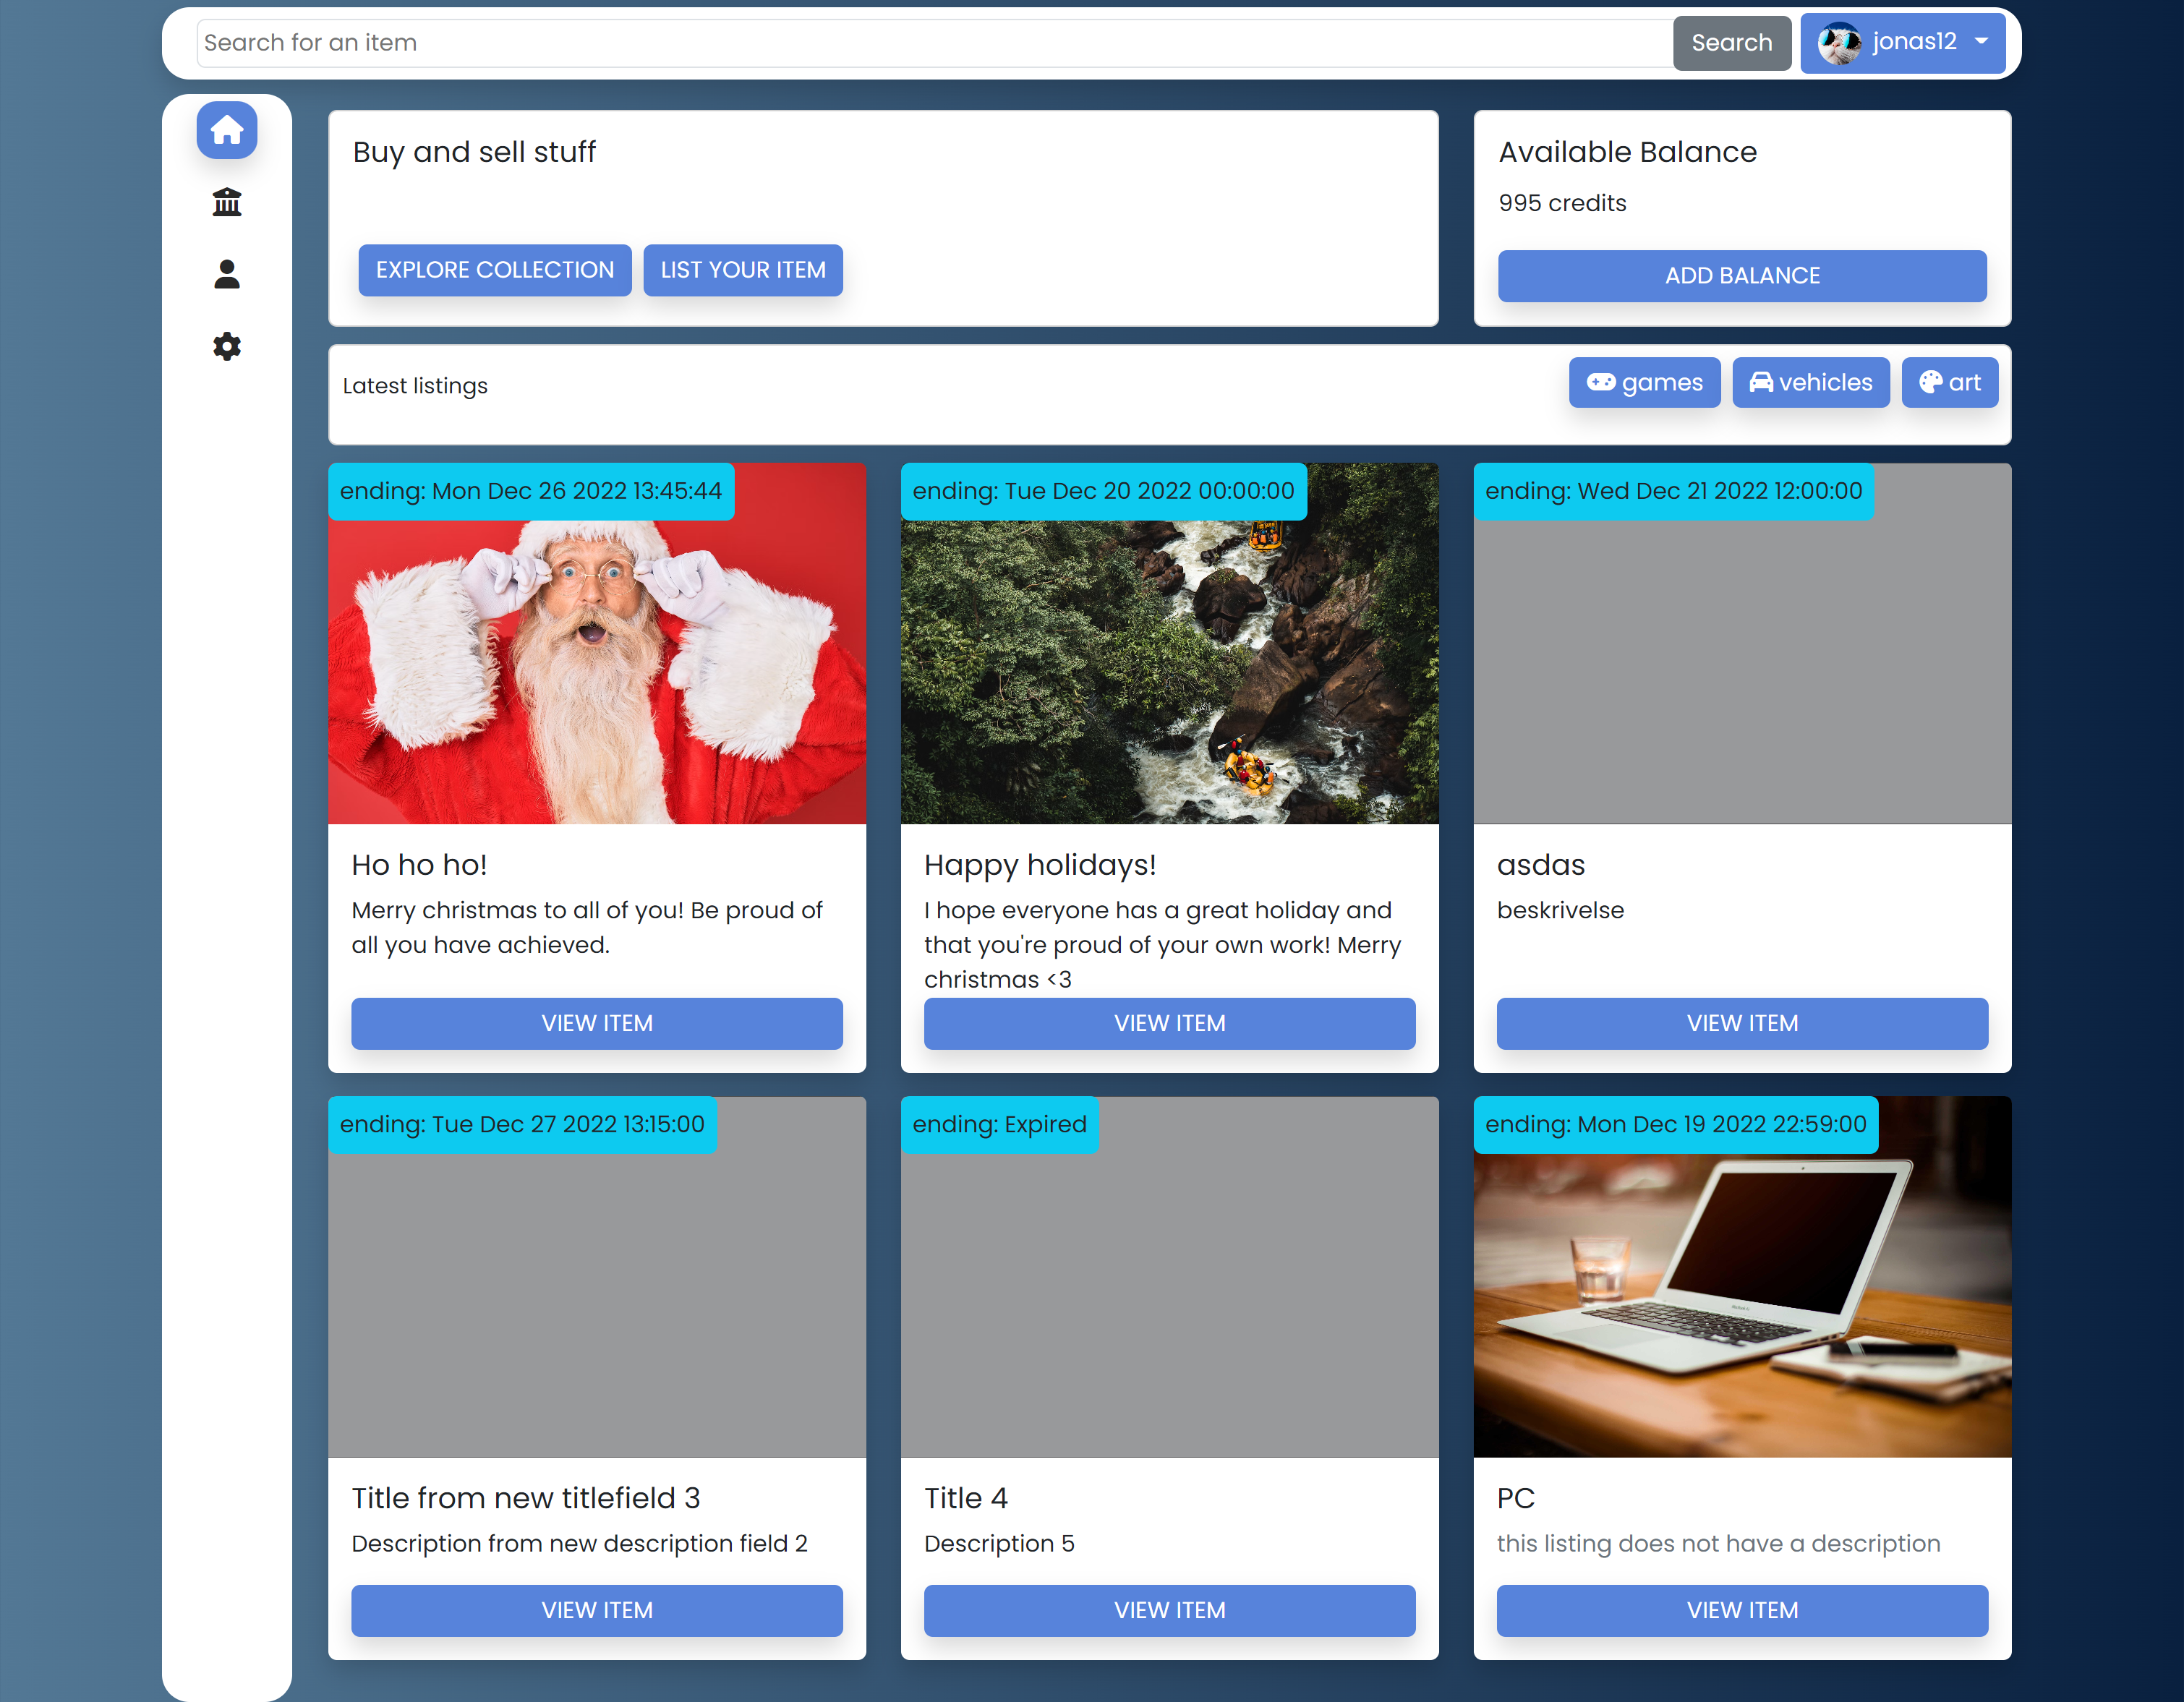 Search for an item
Search
jonas12
Buy and sell stuff
EXPLORE COLLECTION
LIST YOUR ITEM
Available Balance
995 credits
ADD BALANCE
Latest listings
games
vehicles
art
ending: Mon Dec 26 2022 13:45:44
Ho ho ho!
Merry christmas to all of you! Be proud of
all you have achieved.
VIEW ITEM
ending: Tue Dec 20 2022 00:00:00
Happy holidays!
I hope everyone has a great holiday and
that you're proud of your own work! Merry
christmas <3
VIEW ITEM
ending: Wed Dec 21 2022 12:00:00
asdas
beskrivelse
VIEW ITEM
ending: Tue Dec 27 2022 13:15:00
Title from new titlefield 3
Description from new description field 2
VIEW ITEM
ending: Expired
Title 4
Description 5
VIEW ITEM
ending: Mon Dec 19 2022 22:59:00
PC
this listing does not have a description
VIEW ITEM